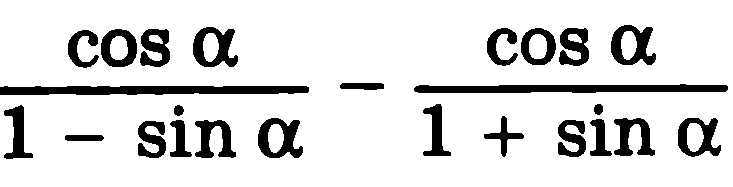 cos α / (1 − sin α) − cos α / (1 + sin α)